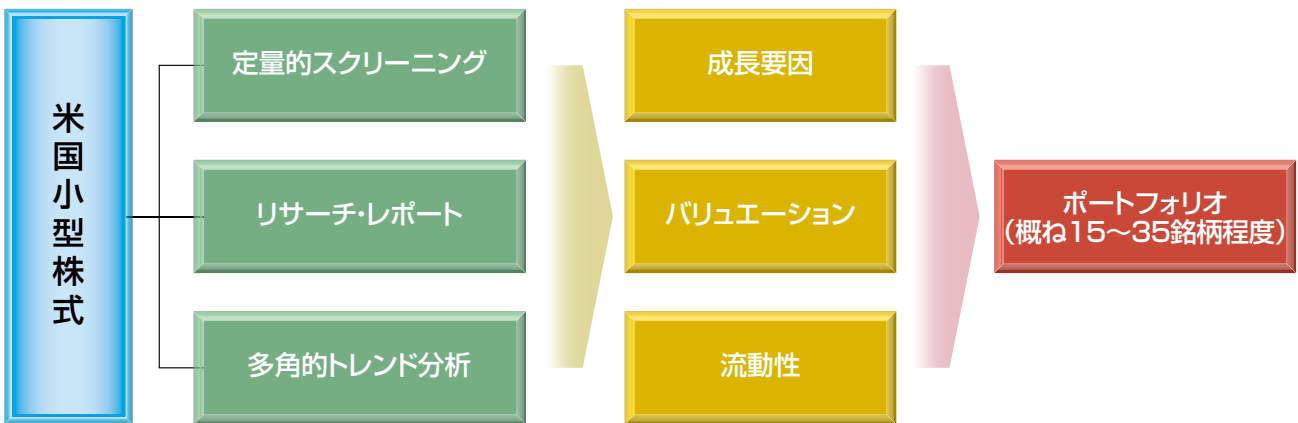 米国小型株式
定量的スクリーニング
リサーチ・レポート
多角的トレンド分析
成長要因
バリュエーション
流動性
ポートフォリオ
(概ね15〜35銘柄程度)